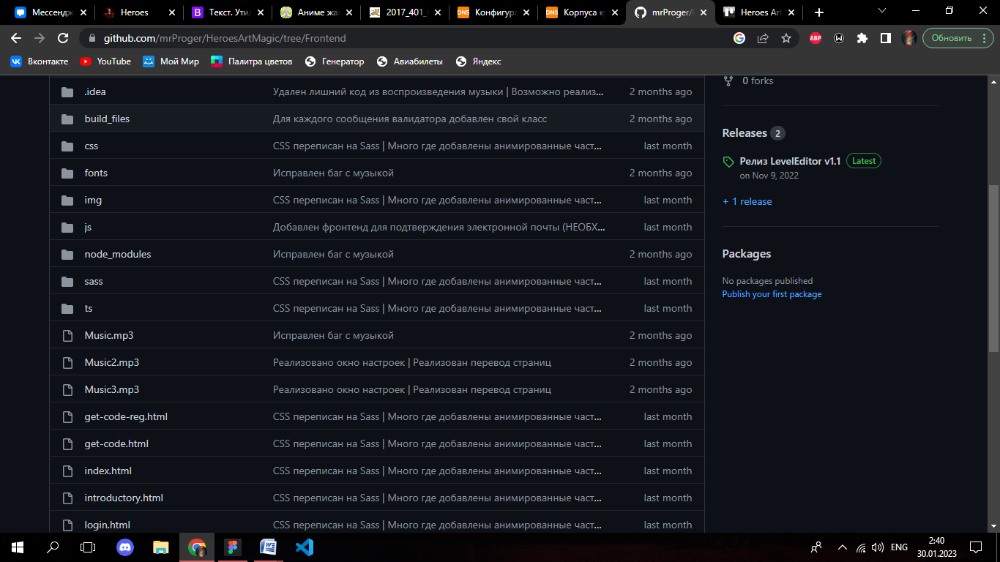 Мессендж
Heroes
Текст. Ути
Аниме жа
2017_401_
Конфигура
Корпуса к
mrProger/
Heroes Art
github.com/mrProger/HeroesArtMagic/tree/Frontend
ABP
Обновить
Вконтакте
YouTube
Мой Мир
Палитра цветов
Генератор
Авиабилеты
Яндекс
.idea Удален лишний код из воспроизведения музыки | Возможно реализ... 2 months ago
build_files Для каждого сообщения валидатора добавлен свой класс 2 months ago
css CSS переписан на Sass | Много где добавлены анимированные част... last month
fonts Исправлен баг с музыкой 2 months ago
img CSS переписан на Sass | Много где добавлены анимированные част... last month
js Добавлен фронтенд для подтверждения электронной почты (НЕОБХ... last month
node_modules Исправлен баг с музыкой 2 months ago
sass CSS переписан на Sass | Много где добавлены анимированные част... last month
ts CSS переписан на Sass | Много где добавлены анимированные част... last month
Music.mp3 Исправлен баг с музыкой 2 months ago
Music2.mp3 Реализовано окно настроек | Реализован перевод страниц 2 months ago
Music3.mp3 Реализовано окно настроек | Реализован перевод страниц 2 months ago
get-code-reg.html CSS переписан на Sass | Много где добавлены анимированные част... last month
get-code.html CSS переписан на Sass | Много где добавлены анимированные част... last month
index.html CSS переписан на Sass | Много где добавлены анимированные част... last month
introductory.html CSS переписан на Sass | Много где добавлены анимированные част... last month
login.html CSS переписан на Sass | Много где добавлены анимированные част... last month
0 forks
Releases 2
Релиз LevelEditor v1.1 Latest
on Nov 9, 2022
+ 1 release
Packages
No packages published
Publish your first package
ENG
2:40
30.01.2023